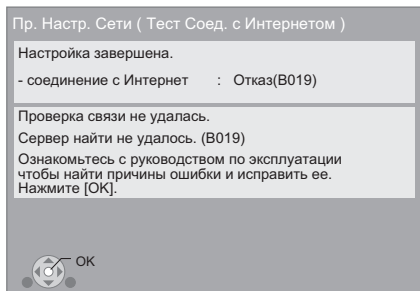 Пр. Настр. Сети ( Тест Соед. с Интернетом )
Настройка завершена.
- соединение с Интернет : Отказ(B019)
Проверка связи не удалась.
Сервер найти не удалось. (B019)
Ознакомьтесь с руководством по эксплуатации
чтобы найти причины ошибки и исправить ее.
Нажмите [OK].
OK